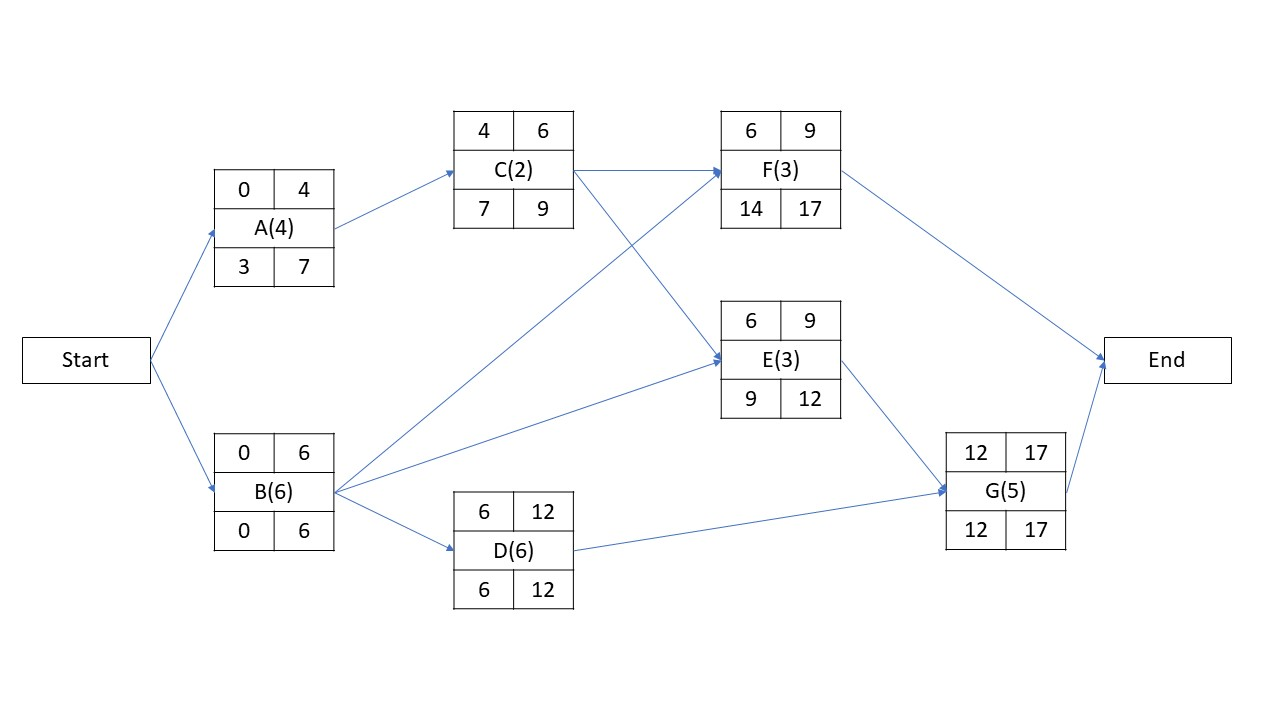 Start
0 4
A(4)
3 7
0 6
B(6)
0 6
4 6
C(2)
7 9
6 12
D(6)
6 12
6 9
F(3)
14 17
6 9
E(3)
9 12
12 17
G(5)
12 17
End